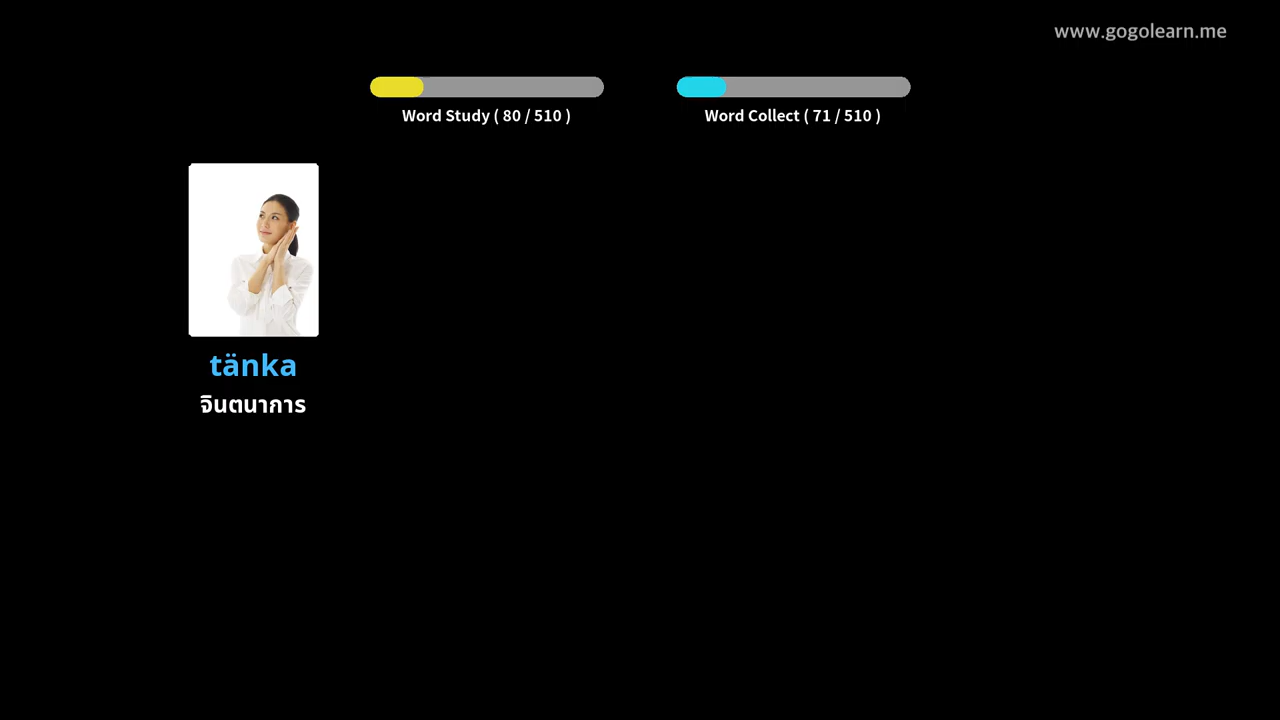 www.gogolearn.me
Word Study ( 80 / 510 )
Word Collect ( 71 / 510 )
tänka
จินตนาการ